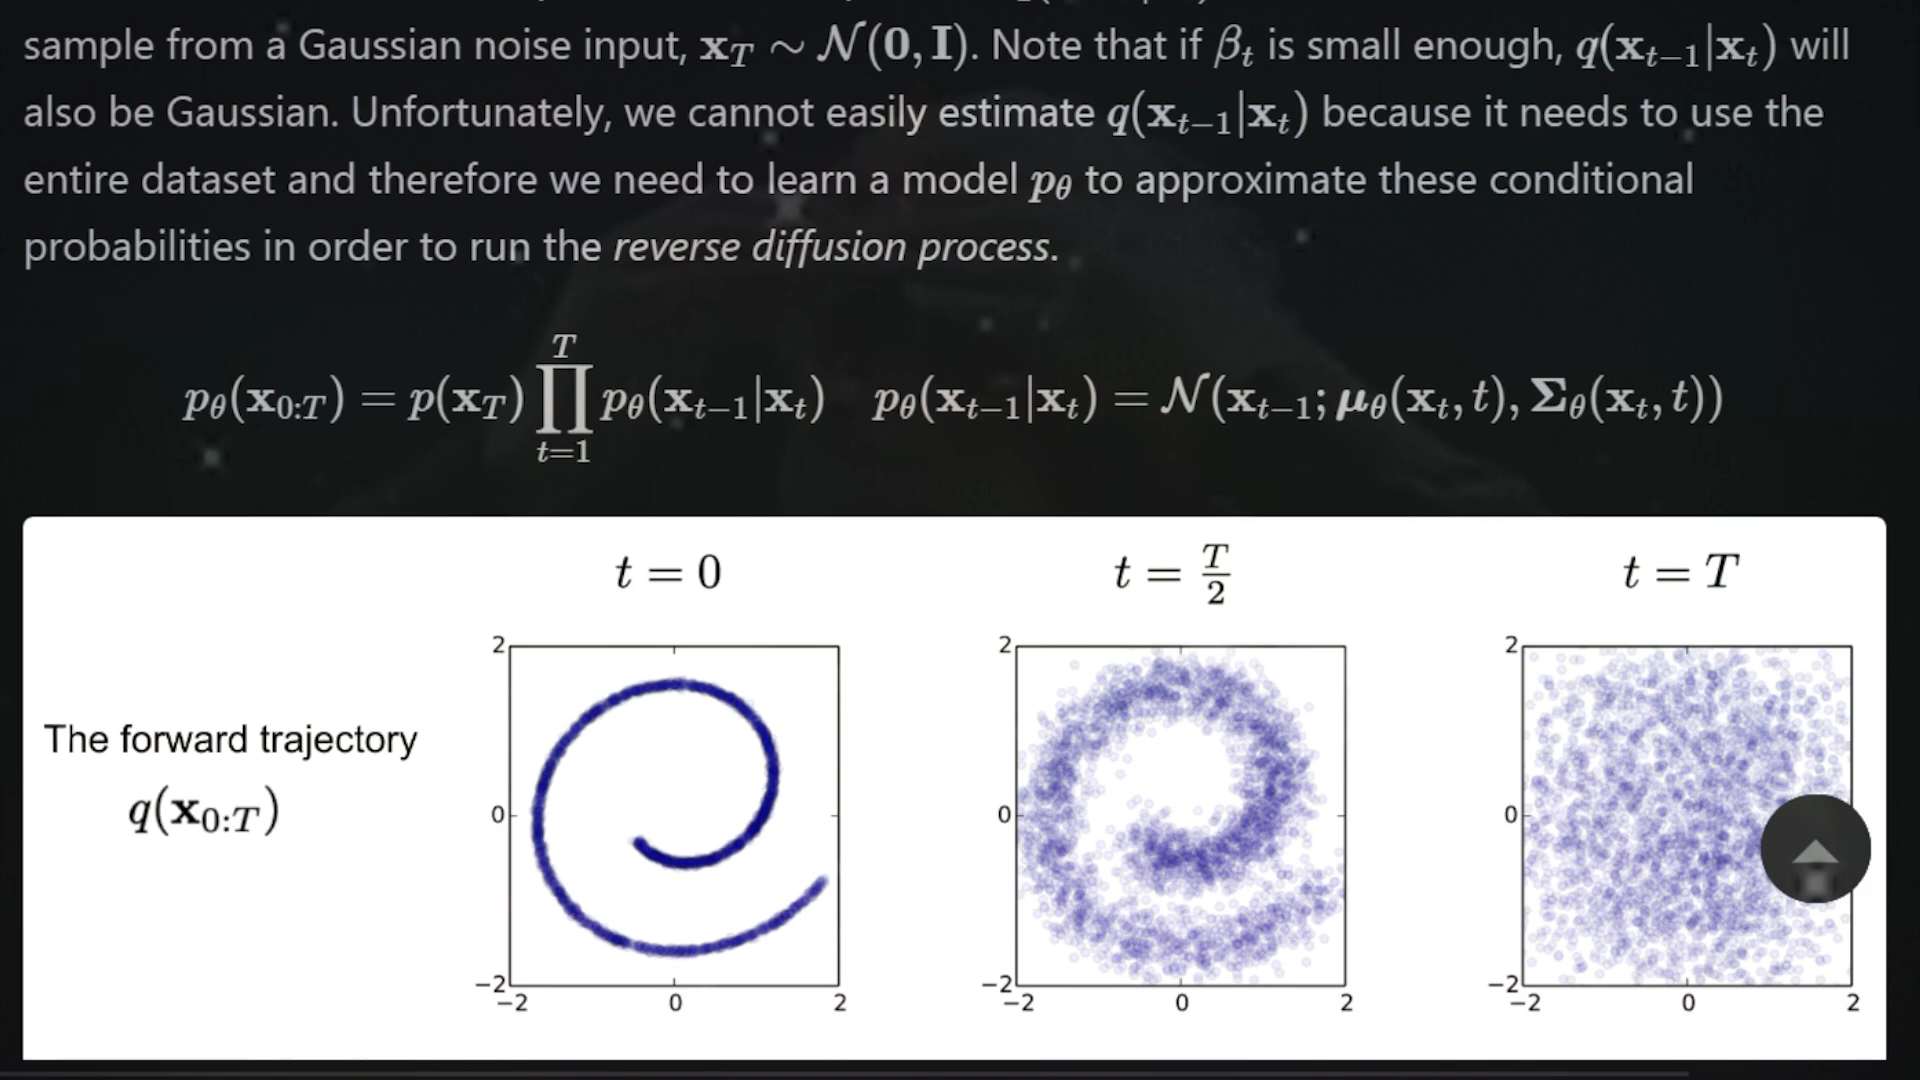 sample from a Gaussian noise input, 𝐱_T ∼ 𝒩(𝟎, 𝐈). Note that if β_t is small enough, q(𝐱_{t−1}|𝐱_t) will
also be Gaussian. Unfortunately, we cannot easily estimate q(𝐱_{t−1}|𝐱_t) because it needs to use the
entire dataset and therefore we need to learn a model p_θ to approximate these conditional
probabilities in order to run the reverse diffusion process.
p_θ(𝐱_{0:T}) = p(𝐱_T) ∏_{t=1}^{T} p_θ(𝐱_{t−1}|𝐱_t) p_θ(𝐱_{t−1}|𝐱_t) = 𝒩(𝐱_{t−1}; 𝛍_θ(𝐱_t, t), 𝚺_θ(𝐱_t, t))
t = 0 t = T/2 t = T
2 2 2
The forward trajectory
q(𝐱_{0:T})
0 0 0
−2 −2 −2
−2 0 2 −2 0 2 −2 0 2